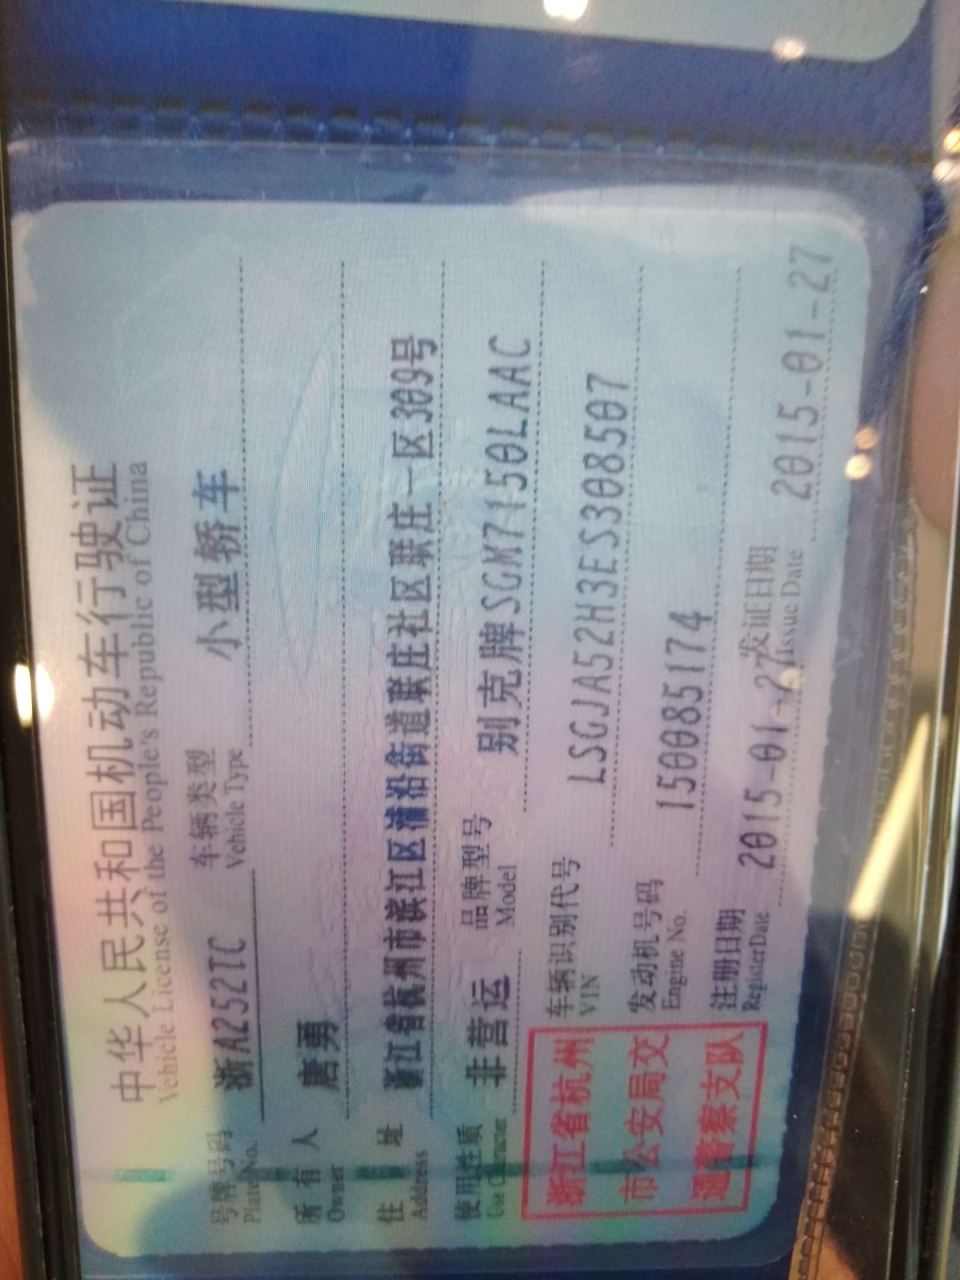 中华人民共和国机动车行驶证
Vehicle License of the People's Republic of China
号牌号码 浙A252TC 车辆类型 小型轿车
Plate No. Vehicle Type
所有人 唐勇
Owner
住址 浙江省杭州市滨江区浦沿街道联庄社区联庄一区309号
Address
使用性质 非营运 品牌型号 别克牌SGM7150LAAC
Use Character Model
浙江省杭州
市公安局交
通警察支队
车辆识别代号 LSGJA52H3ES308507
VIN
发动机号码 150085174
Engine No.
注册日期 2015-01-27 发证日期 2015-01-27
Register Date Issue Date